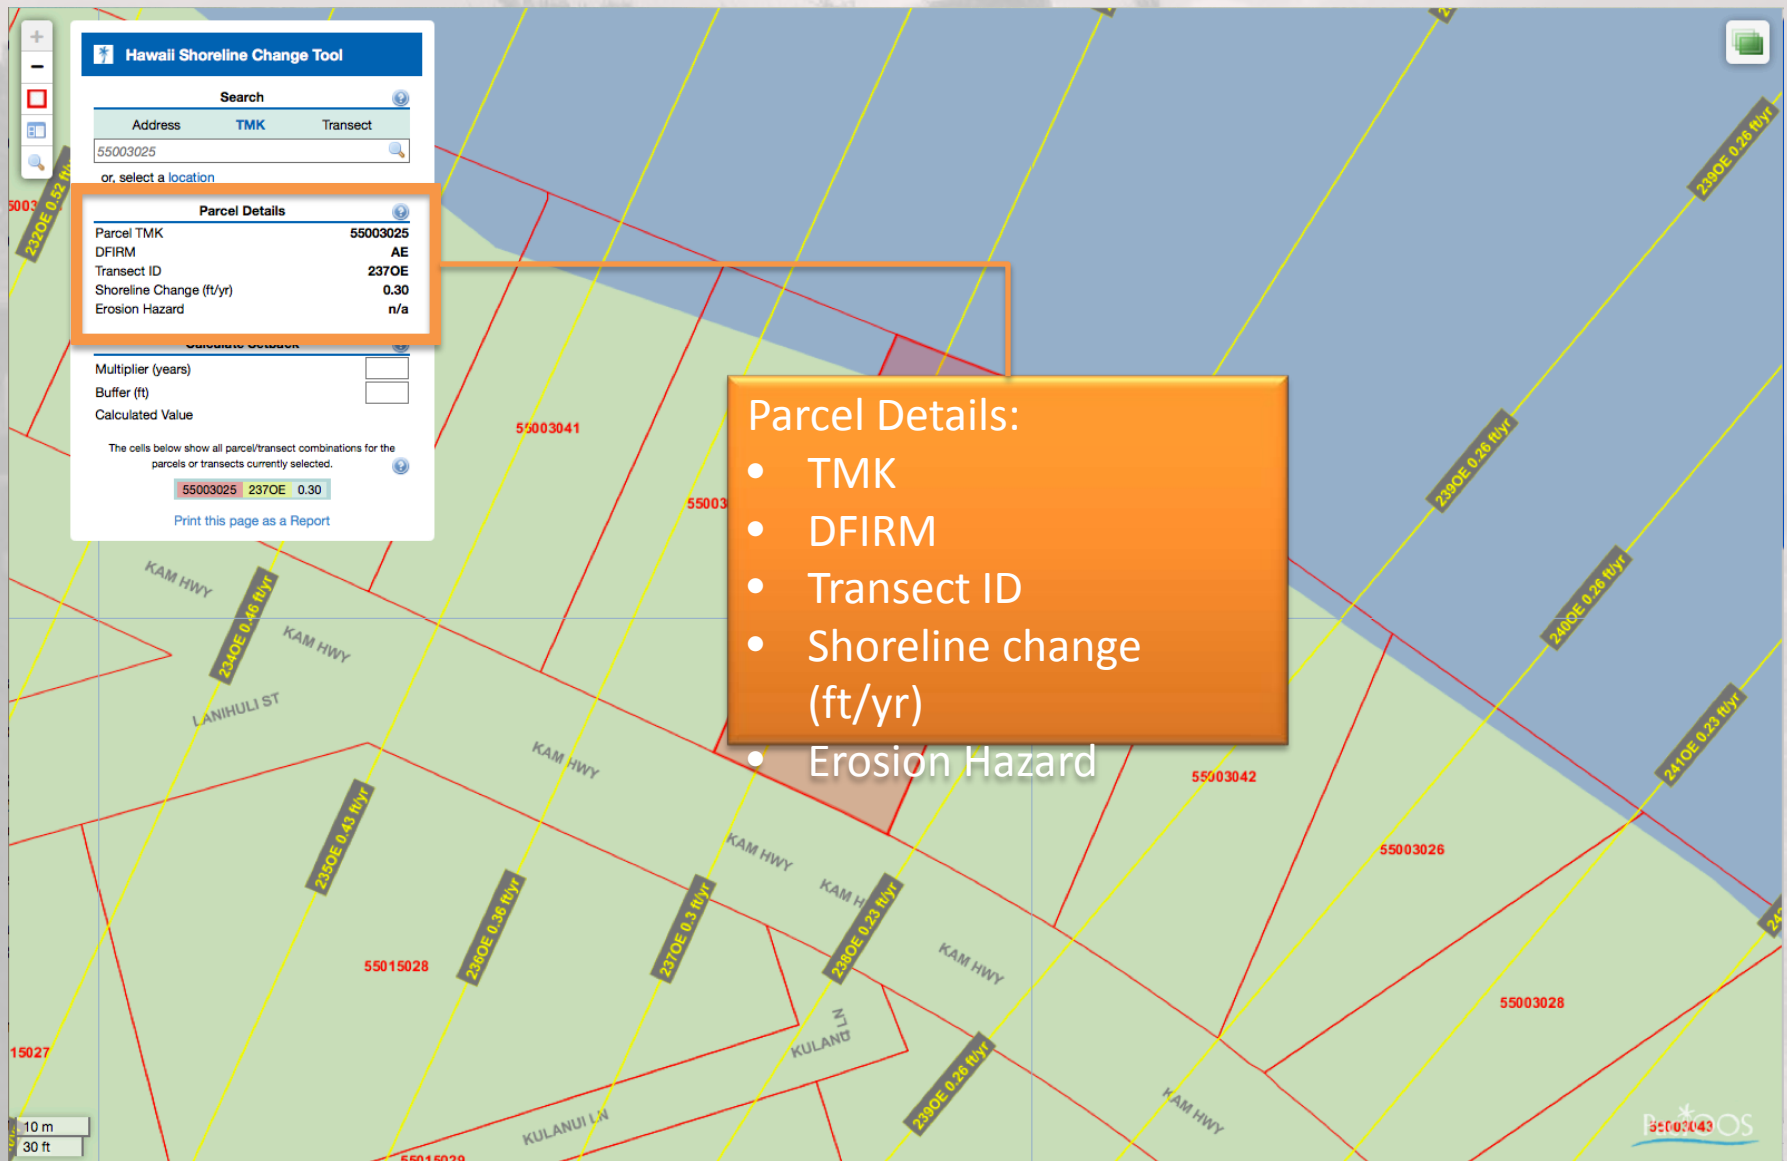 Hawaii Shoreline Change Tool
Search
Address TMK Transect
55003025
or, select a location
Parcel Details
Parcel TMK 55003025
DFIRM AE
Transect ID 237OE
Shoreline Change (ft/yr) 0.30
Erosion Hazard n/a
Calculate Setback
Multiplier (years)
Buffer (ft)
Calculated Value
The cells below show all parcel/transect combinations for the
parcels or transects currently selected.
55003025 237OE 0.30
Print this page as a Report
Parcel Details:
• TMK
• DFIRM
• Transect ID
• Shoreline change
(ft/yr)
• Erosion Hazard
239OE 0.26 ft/yr
55003041
239OE 0.26 ft/yr
KAM HWY
234OE 0.46 ft/yr
KAM HWY
240OE 0.26 ft/yr
LANIHULI ST
KAM HWY
241OE 0.23 ft/yr
55003042
235OE 0.43 ft/yr
KAM HWY
55003026
236OE 0.36 ft/yr
237OE 0.3 ft/yr
238OE 0.23 ft/yr
KAM HWY
55015028
55003028
KULANUI LN
239OE 0.26 ft/yr
KAM HWY
10 m
30 ft
55003043
PacIOOS
55015029